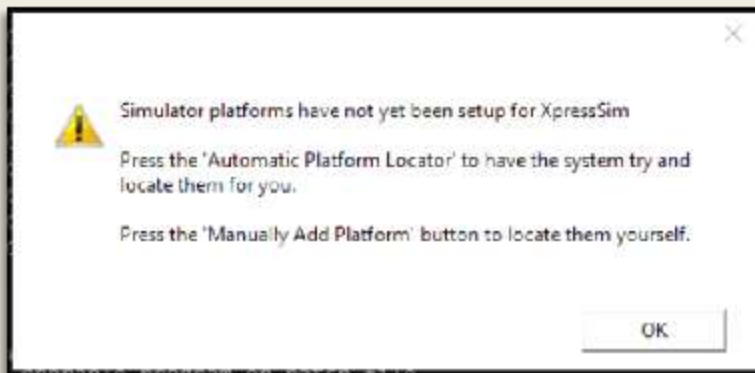 Simulator platforms have not yet been setup for XpressSim
Press the 'Automatic Platform Locator' to have the system try and
locate them for you.
Press the 'Manually Add Platform' button to locate them yourself.
OK